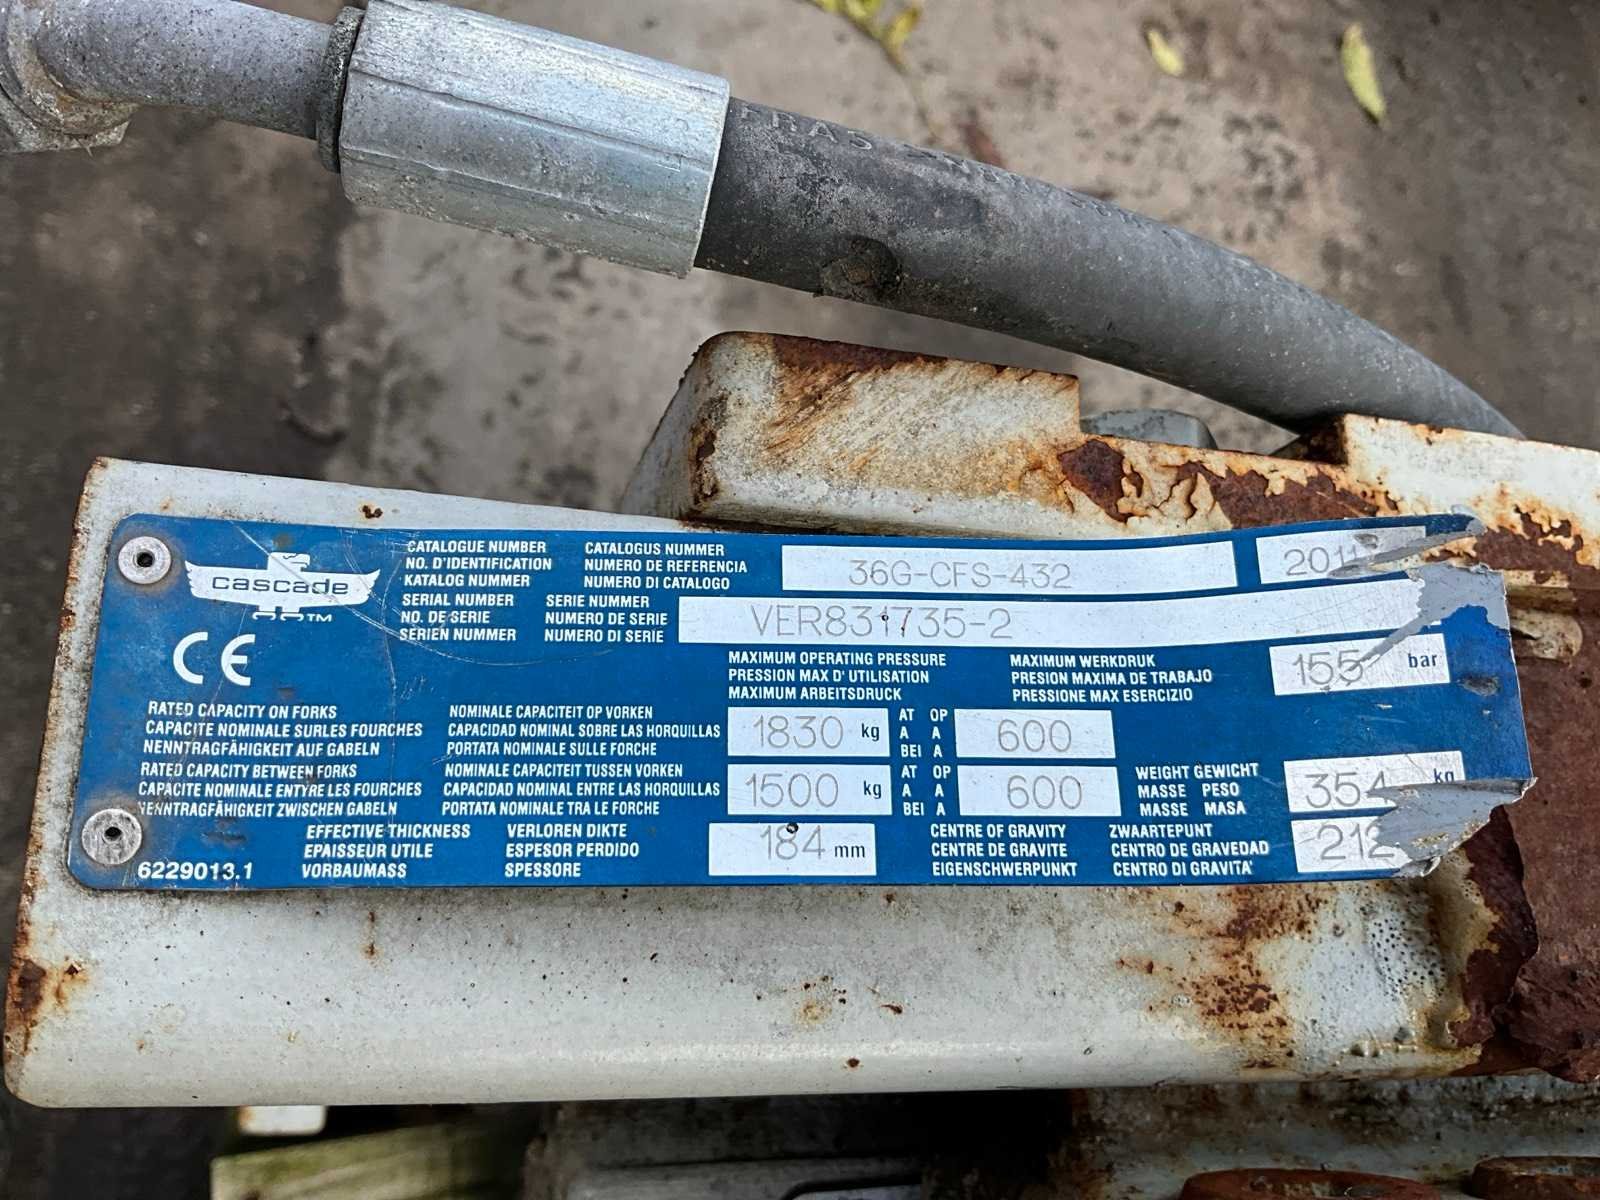 CATALOGUE NUMBER CATALOGUS NUMMER
NO. D'IDENTIFICATION NUMERO DE REFERENCIA 36G-CFS-432 2011
KATALOG NUMMER NUMERO DI CATALOGO
cascade TM
SERIAL NUMBER SERIE NUMMER
NO. DE SERIE NUMERO DE SERIE VER831735-2
SERIEN NUMMER NUMERO DI SERIE
CE
MAXIMUM OPERATING PRESSURE MAXIMUM WERKDRUK
PRESSION MAX D' UTILISATION PRESION MAXIMA DE TRABAJO 155 bar
MAXIMUM ARBEITSDRUCK PRESSIONE MAX ESERCIZIO
RATED CAPACITY ON FORKS NOMINALE CAPACITEIT OP VORKEN AT OP
CAPACITE NOMINALE SURLES FOURCHES CAPACIDAD NOMINAL SOBRE LAS HORQUILLAS 1830 kg A A 600
NENNTRAGFÄHIGKEIT AUF GABELN PORTATA NOMINALE SULLE FORCHE BEI A
RATED CAPACITY BETWEEN FORKS NOMINALE CAPACITEIT TUSSEN VORKEN AT OP WEIGHT GEWICHT
CAPACITE NOMINALE ENTYRE LES FOURCHES CAPACIDAD NOMINAL ENTRE LAS HORQUILLAS 1500 kg A A 600 MASSE PESO 354 kg
NENNTRAGFÄHIGKEIT ZWISCHEN GABELN PORTATA NOMINALE TRA LE FORCHE BEI A MASSE MASA
EFFECTIVE THICKNESS VERLOREN DIKTE CENTRE OF GRAVITY ZWAARTEPUNT
EPAISSEUR UTILE ESPESOR PERDIDO 184 mm CENTRE DE GRAVITE CENTRO DE GRAVEDAD 212
6229013.1 VORBAUMASS SPESSORE EIGENSCHWERPUNKT CENTRO DI GRAVITA'